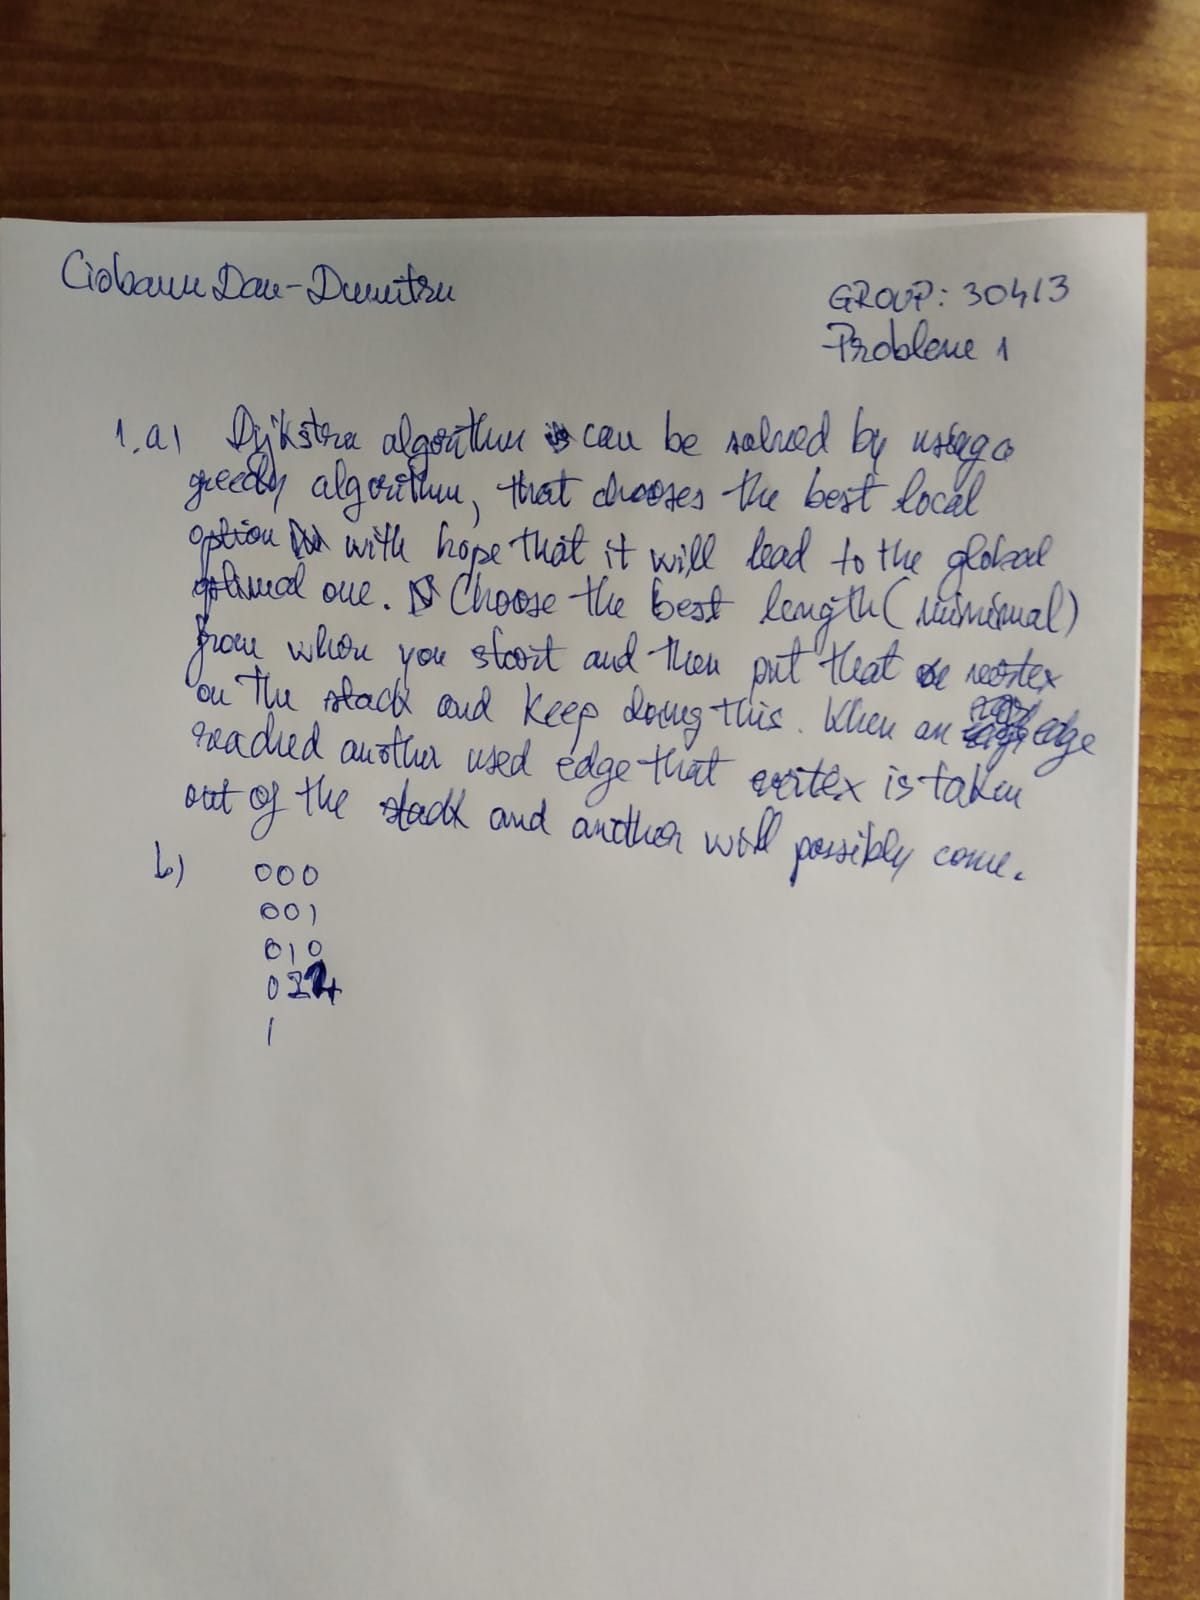 Ciobanu Dan-Dumitru
GROUP: 30413
Probleme 1
1. a) Dijkstra algorithm can be solved by using a
greedy algorithm, that chooses the best local
option with hope that it will lead to the global
optimal one. Choose the best length (minimal)
from when you start and then put that vertex
on the stack and keep doing this. When an edge
reached another used edge that vertex is taken
out of the stack and another will possibly come.
b) 000
001
010
0
1